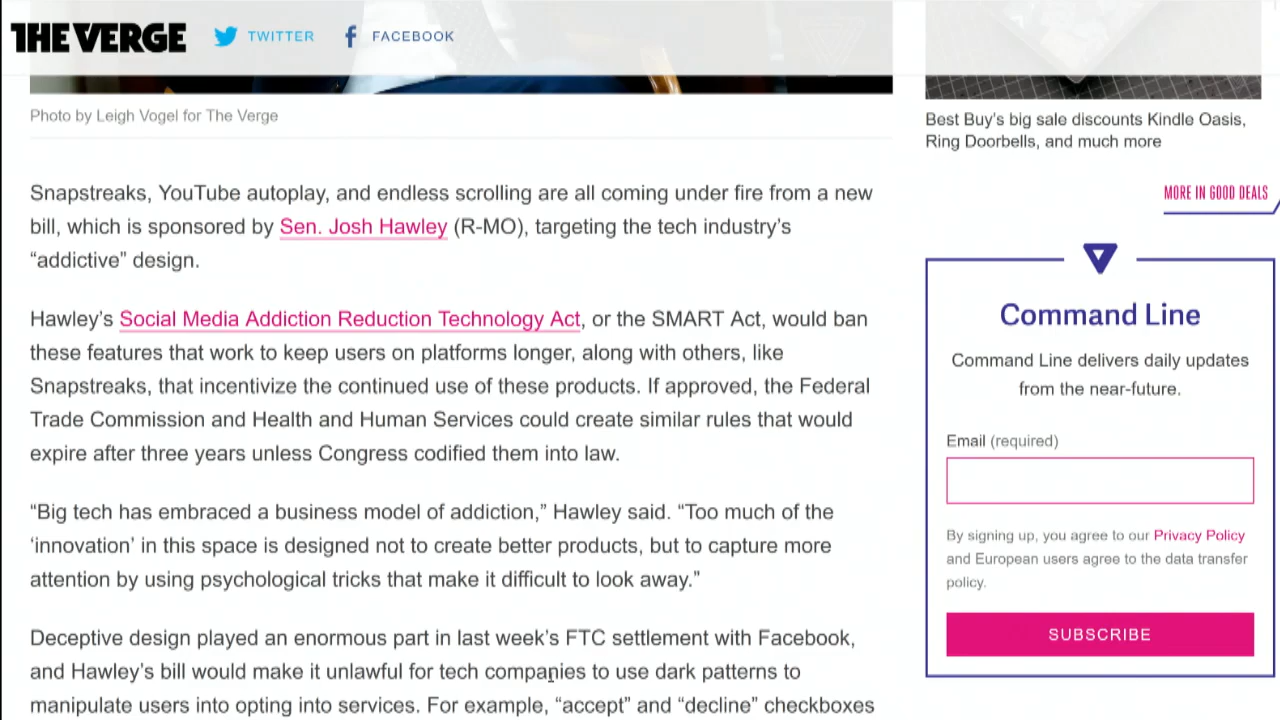 THE VERGE
TWITTER
FACEBOOK
Photo by Leigh Vogel for The Verge
Snapstreaks, YouTube autoplay, and endless scrolling are all coming under fire from a new
bill, which is sponsored by Sen. Josh Hawley (R-MO), targeting the tech industry’s
“addictive” design.
Hawley’s Social Media Addiction Reduction Technology Act, or the SMART Act, would ban
these features that work to keep users on platforms longer, along with others, like
Snapstreaks, that incentivize the continued use of these products. If approved, the Federal
Trade Commission and Health and Human Services could create similar rules that would
expire after three years unless Congress codified them into law.
“Big tech has embraced a business model of addiction,” Hawley said. “Too much of the
‘innovation’ in this space is designed not to create better products, but to capture more
attention by using psychological tricks that make it difficult to look away.”
Deceptive design played an enormous part in last week’s FTC settlement with Facebook,
and Hawley’s bill would make it unlawful for tech companies to use dark patterns to
manipulate users into opting into services. For example, “accept” and “decline” checkboxes
Best Buy’s big sale discounts Kindle Oasis,
Ring Doorbells, and much more
MORE IN GOOD DEALS
Command Line
Command Line delivers daily updates
from the near-future.
Email (required)
By signing up, you agree to our Privacy Policy
and European users agree to the data transfer
policy.
SUBSCRIBE